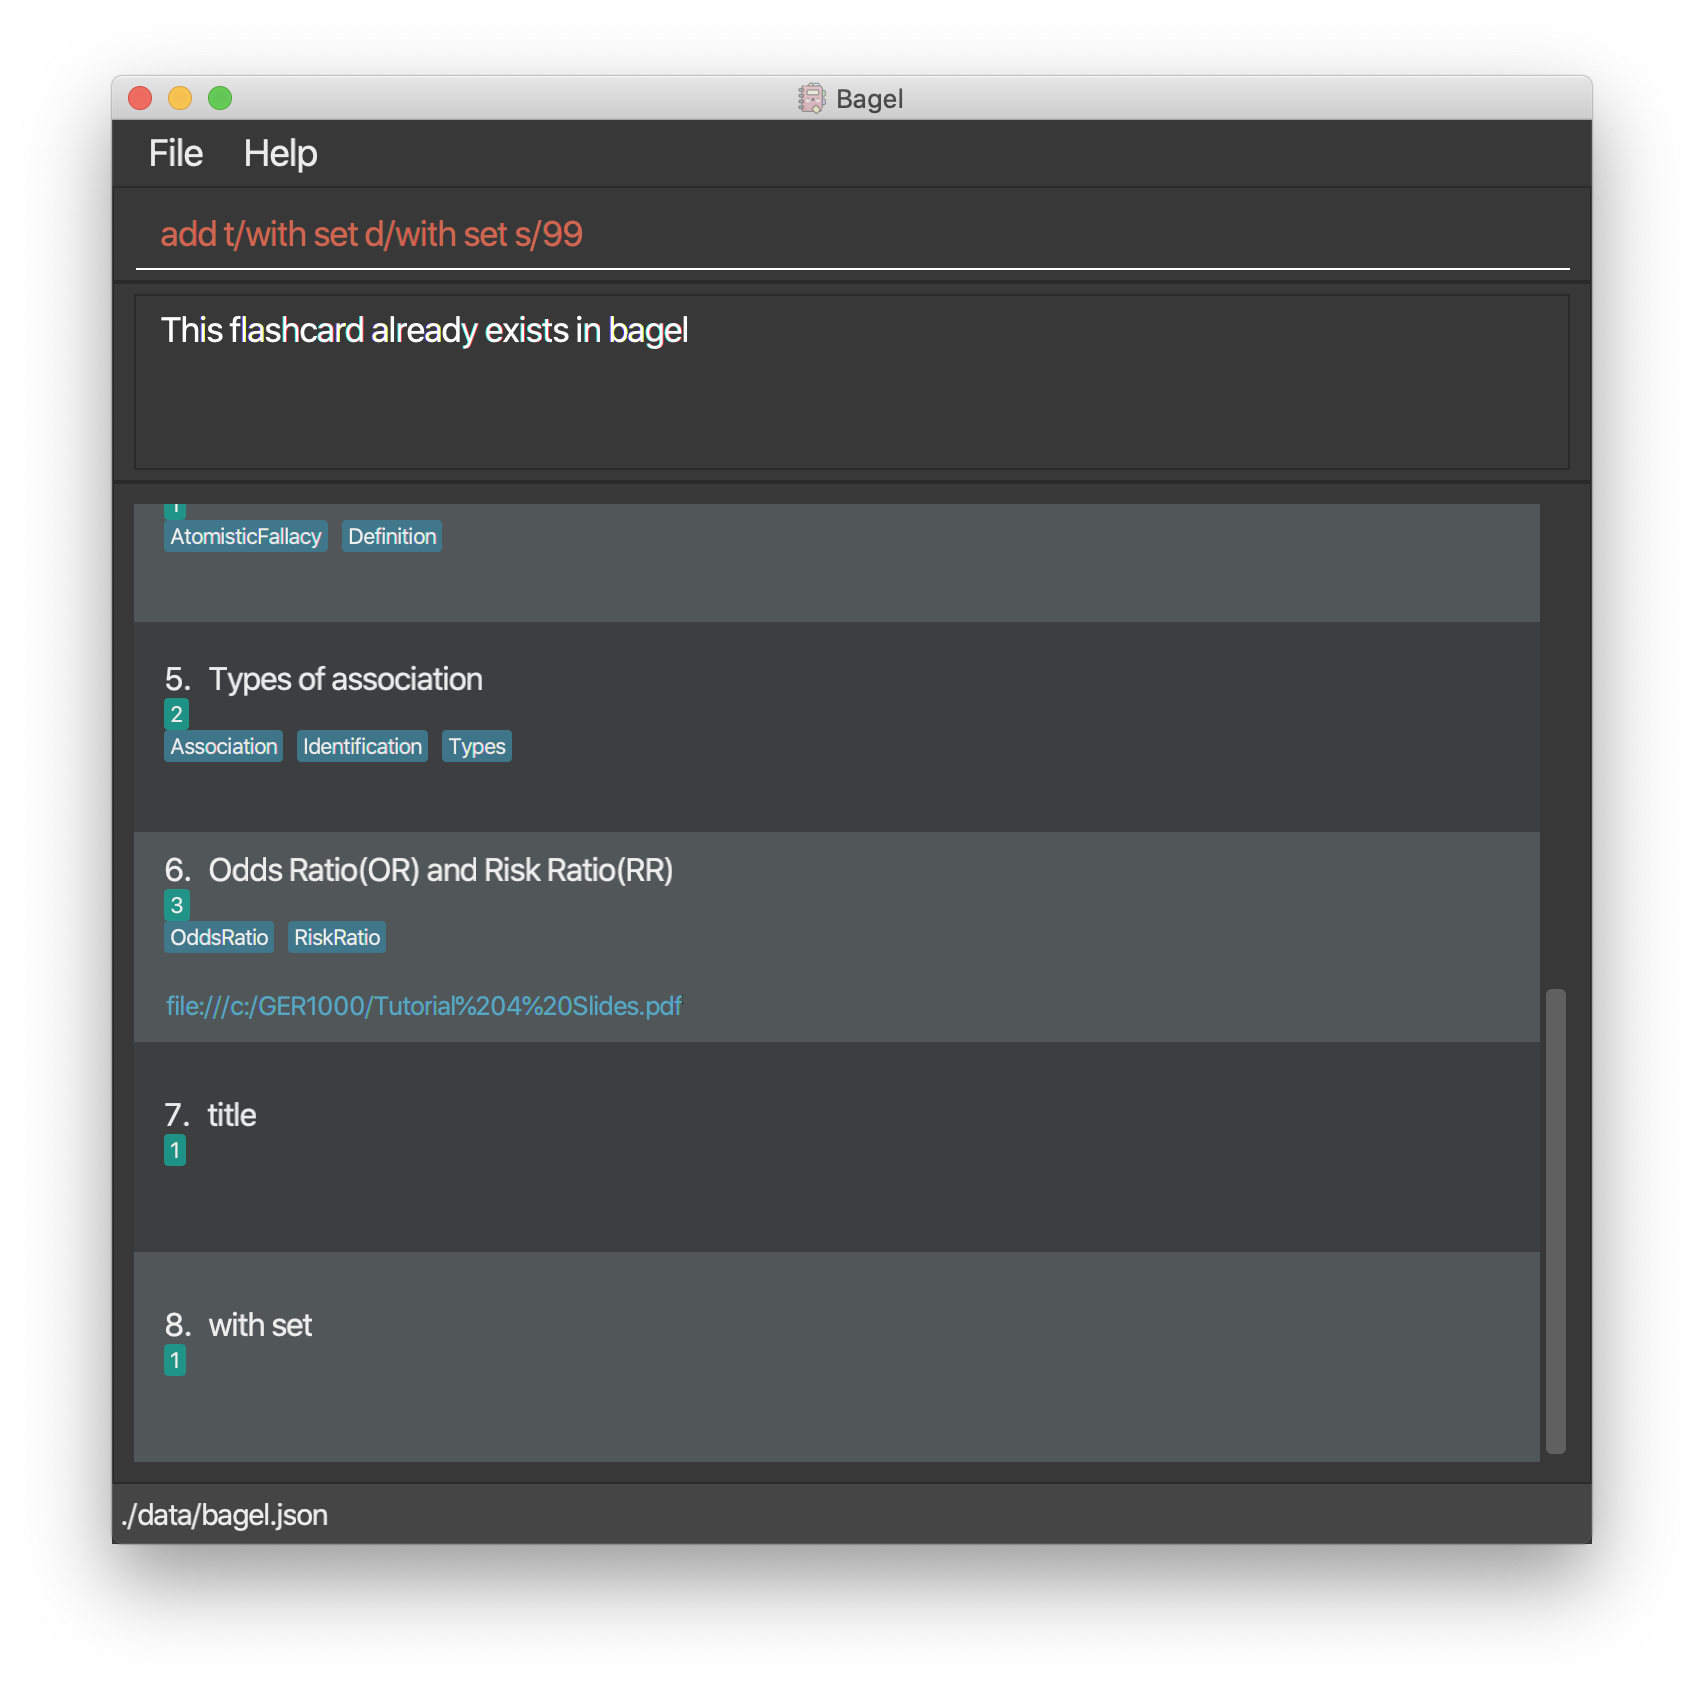 Bagel
File Help
add t/with set d/with set s/99
This flashcard already exists in bagel
1
AtomisticFallacy Definition
5. Types of association
2
Association Identification Types
6. Odds Ratio(OR) and Risk Ratio(RR)
3
OddsRatio RiskRatio
file:///c:/GER1000/Tutorial%204%20Slides.pdf
7. title
1
8. with set
1
./data/bagel.json